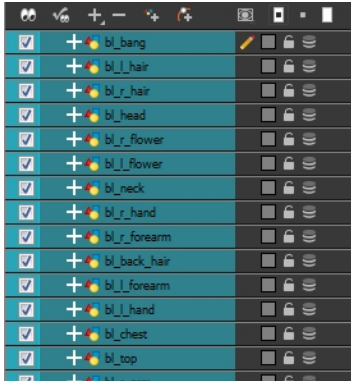 bl_bang
bl_l_hair
bl_r_hair
bl_head
bl_r_flower
bl_l_flower
bl_neck
bl_r_hand
bl_r_forearm
bl_back_hair
bl_l_forearm
bl_l_hand
bl_chest
bl_top